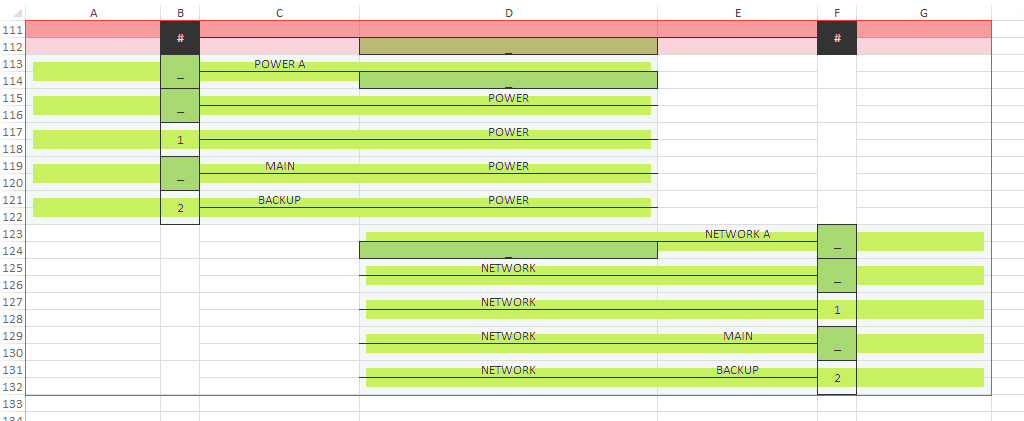 A B C D E F G
111
# #
112 _
113 POWER A
_
114 _
115 POWER
_
116
117 POWER
1
118
119 MAIN POWER
_
120
121 BACKUP POWER
2
122
123 NETWORK A
_
124 _
125 NETWORK
_
126
127 NETWORK
1
128
129 NETWORK MAIN
_
130
131 NETWORK BACKUP
2
132
133
134